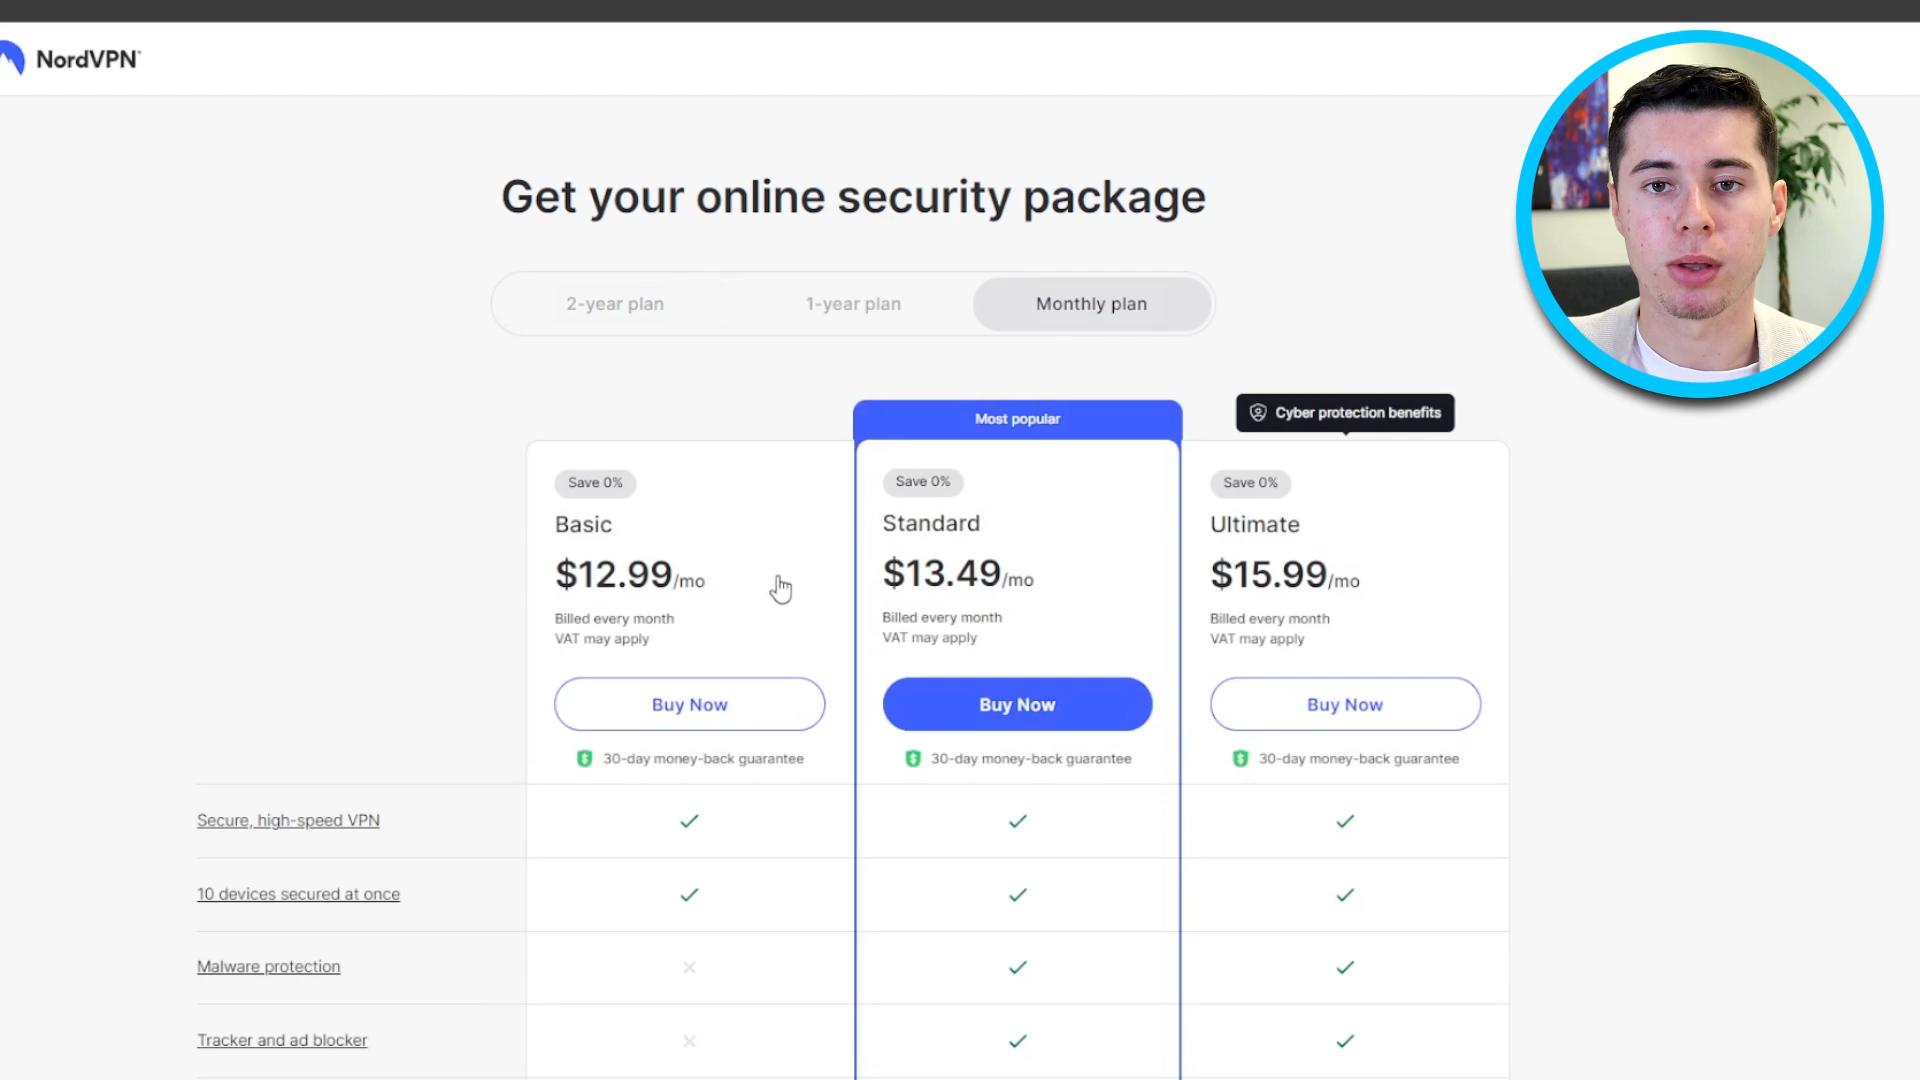 NordVPN®
Get your online security package
2-year plan
1-year plan
Monthly plan
Most popular
Cyber protection benefits
Save 0%
Basic
$12.99/mo
Billed every month
VAT may apply
Buy Now
30-day money-back guarantee
Save 0%
Standard
$13.49/mo
Billed every month
VAT may apply
Buy Now
30-day money-back guarantee
Save 0%
Ultimate
$15.99/mo
Billed every month
VAT may apply
Buy Now
30-day money-back guarantee
Secure, high-speed VPN
10 devices secured at once
Malware protection
Tracker and ad blocker